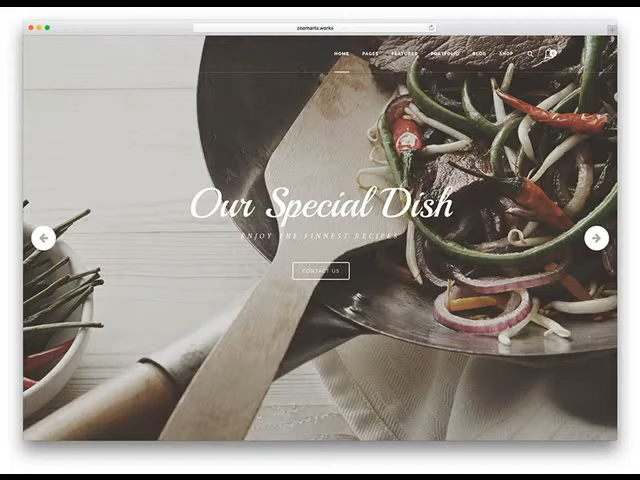 zoomarts.works
HOME PAGES FEATURES PORTFOLIO BLOG SHOP
Our Special Dish
ENJOY THE FINNEST RECIPES
CONTACT US